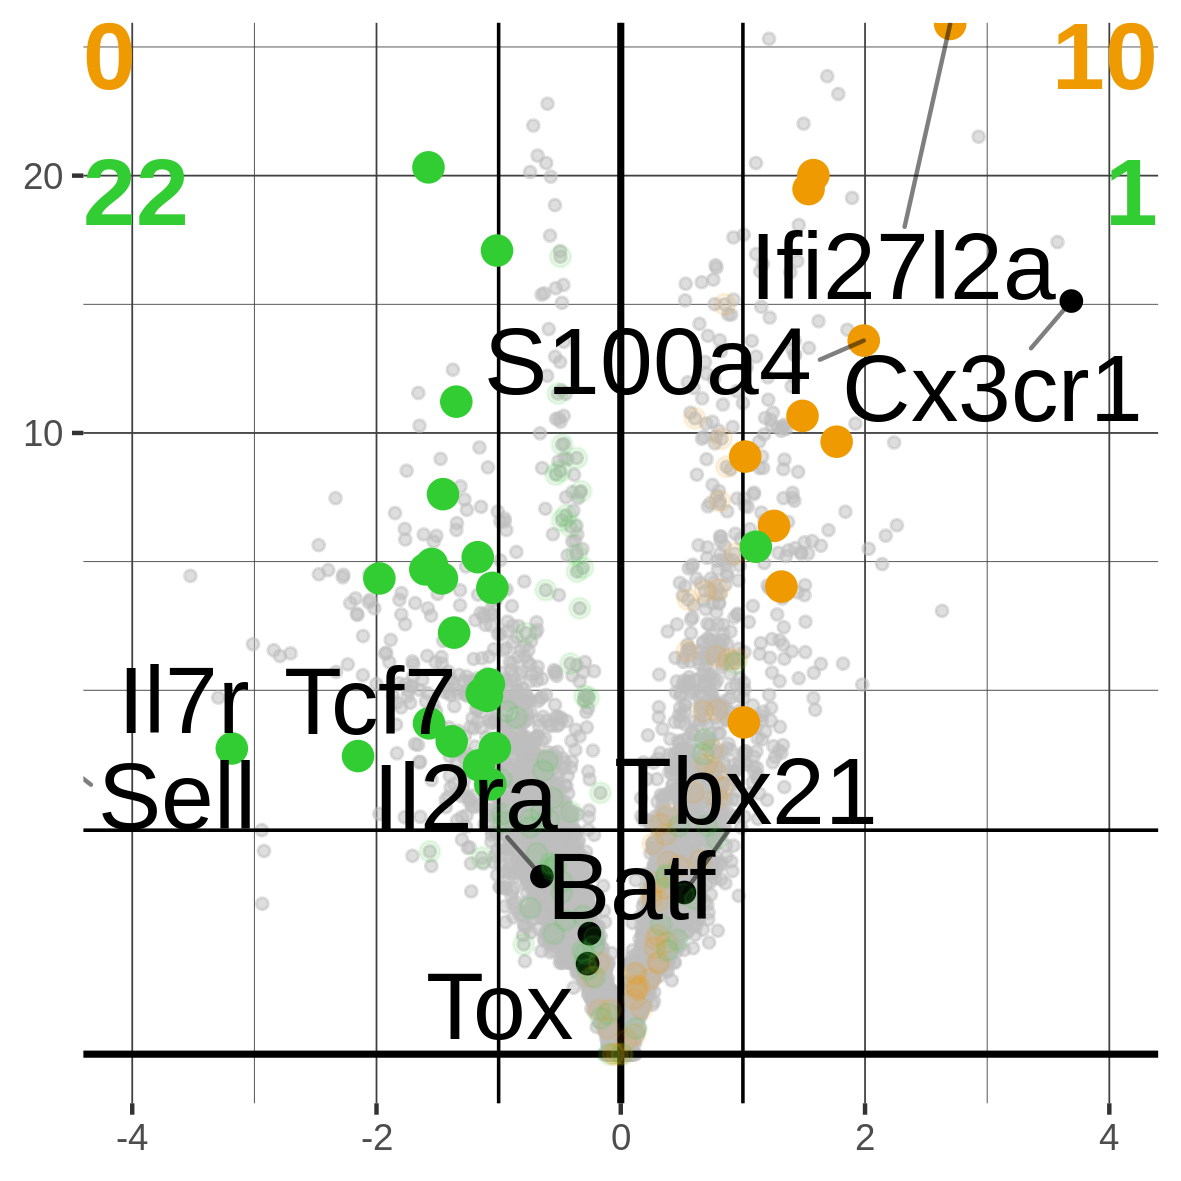 0 10
20 22 1
Ifi27l2a
S100a4
Cx3cr1
10
Il7r Tcf7
Sell Il2ra Tbx21
Batf
Tox
-4 -2 0 2 4